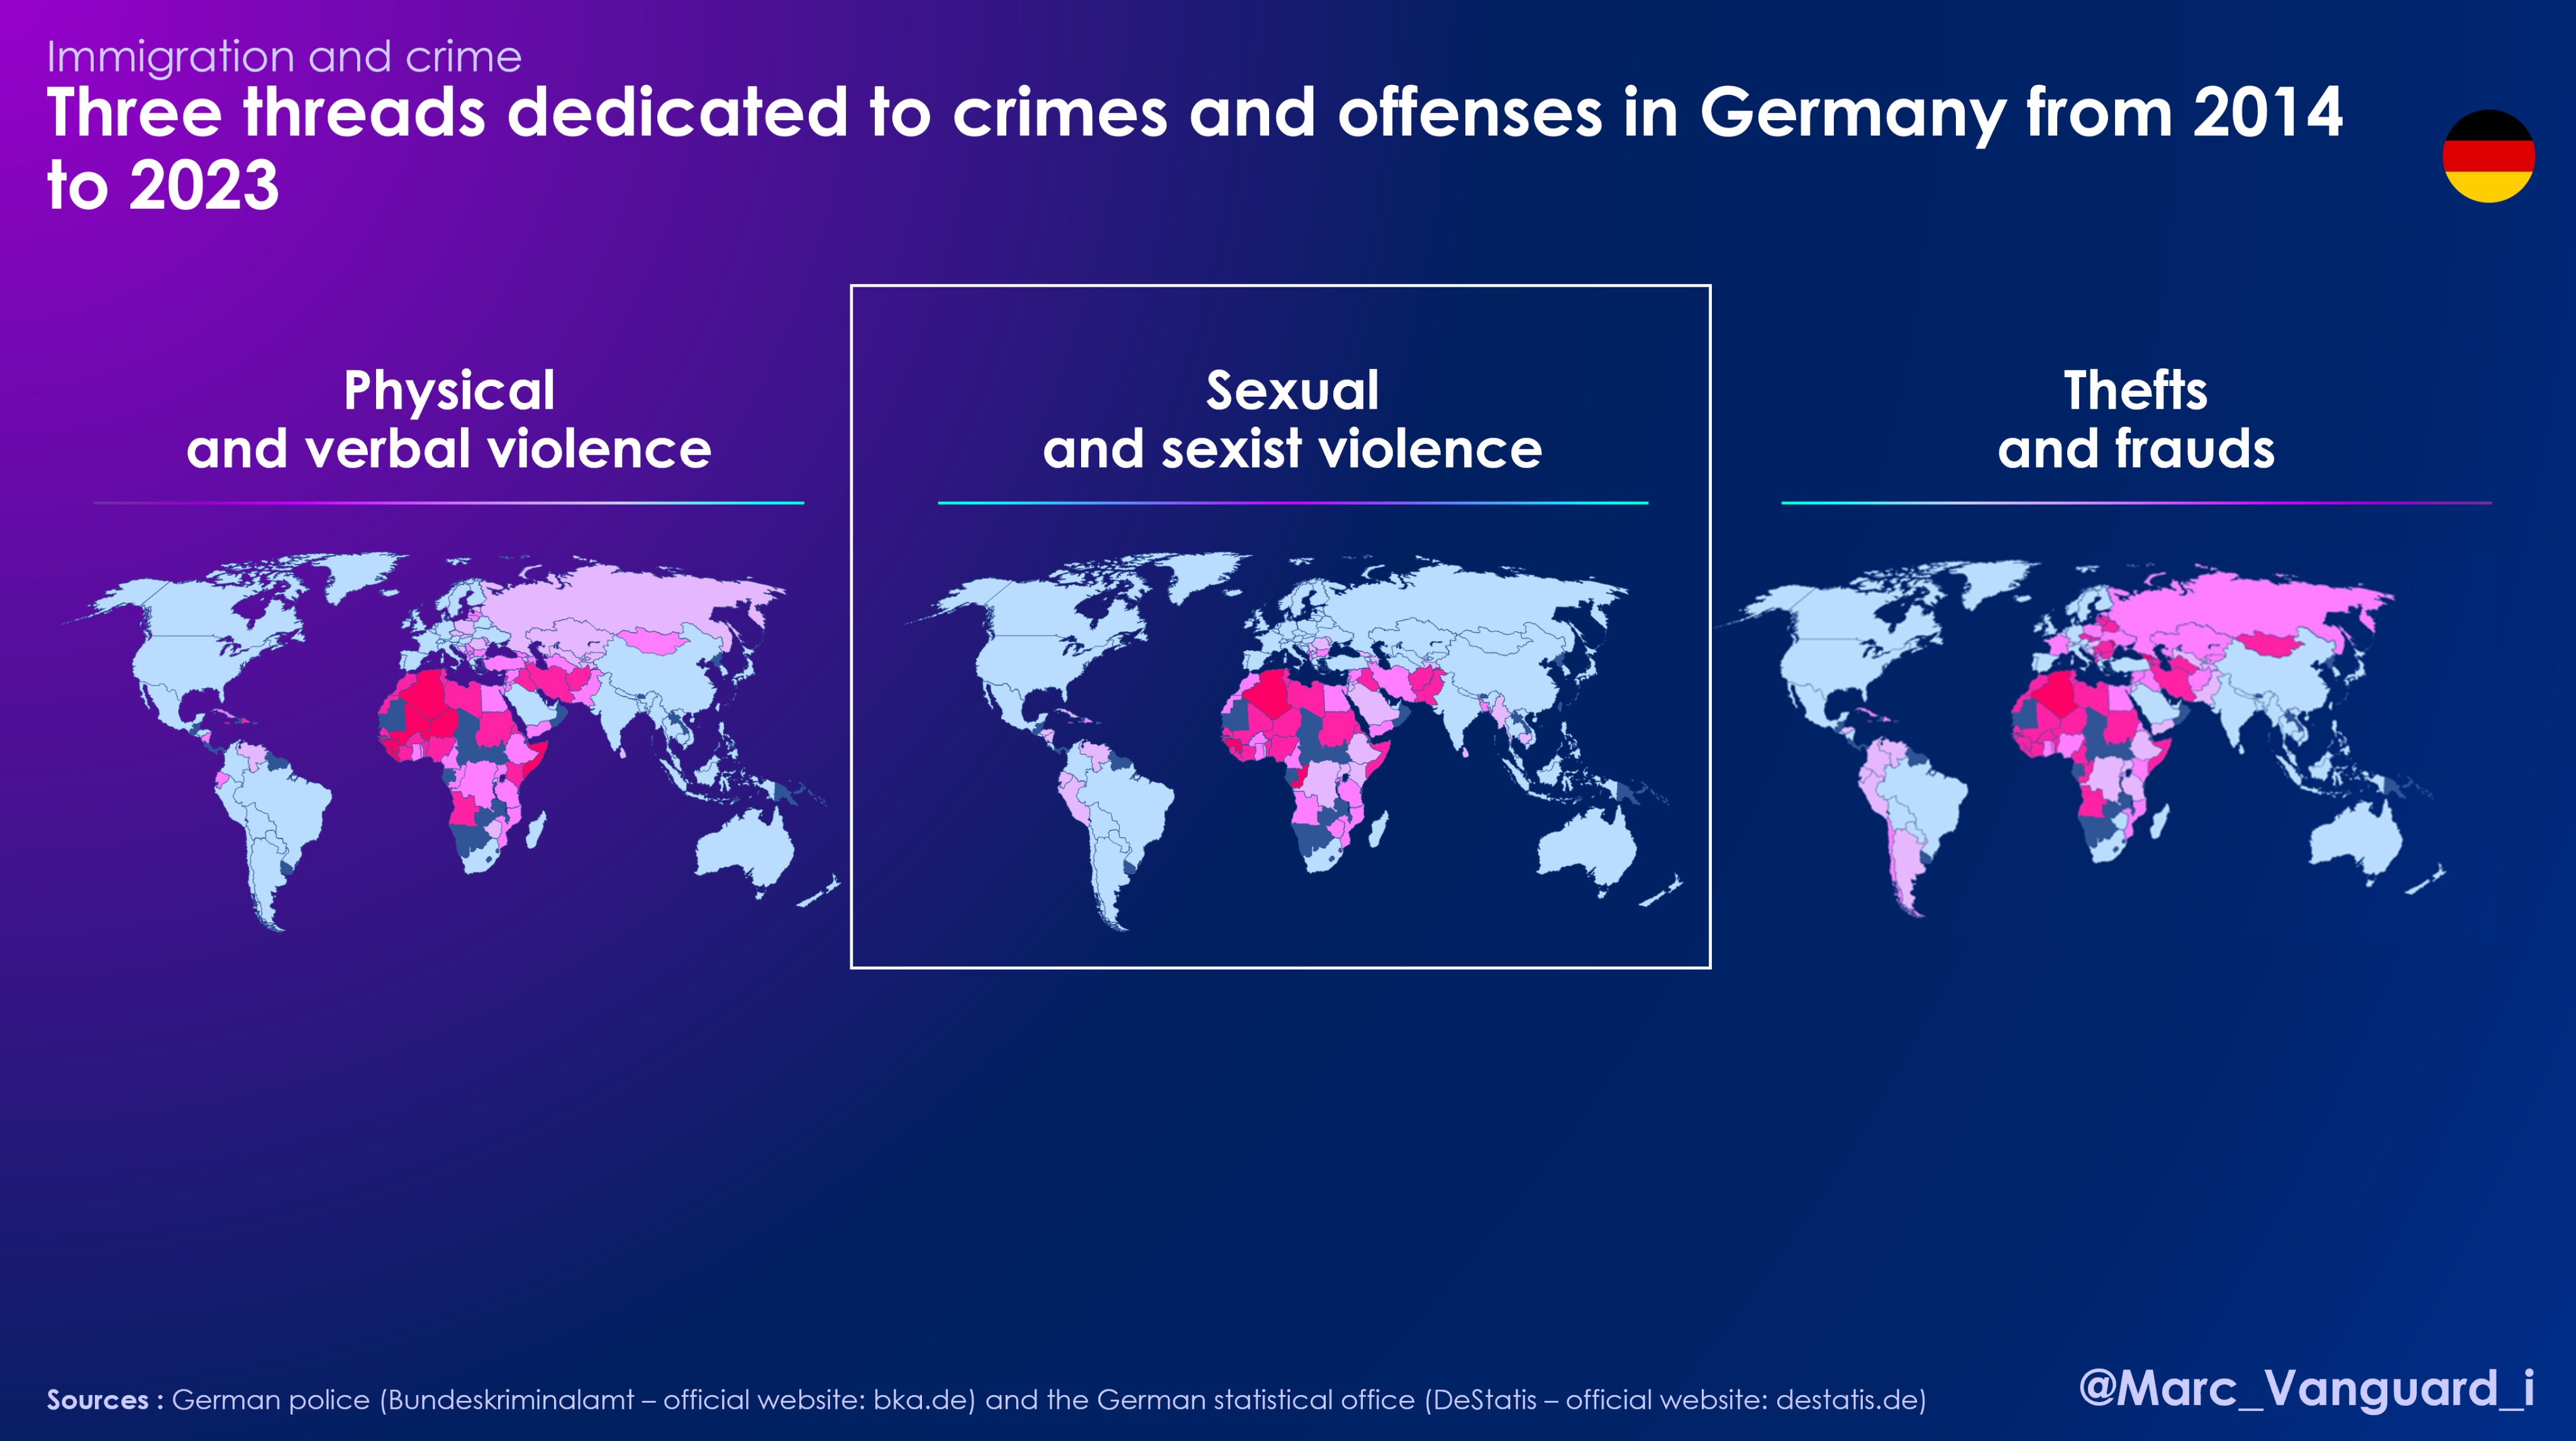 Immigration and crime
Three threads dedicated to crimes and offenses in Germany from 2014
to 2023
Physical
and verbal violence
Sexual
and sexist violence
Thefts
and frauds
Sources : German police (Bundeskriminalamt – official website: bka.de) and the German statistical office (DeStatis – official website: destatis.de)
@Marc_Vanguard_i